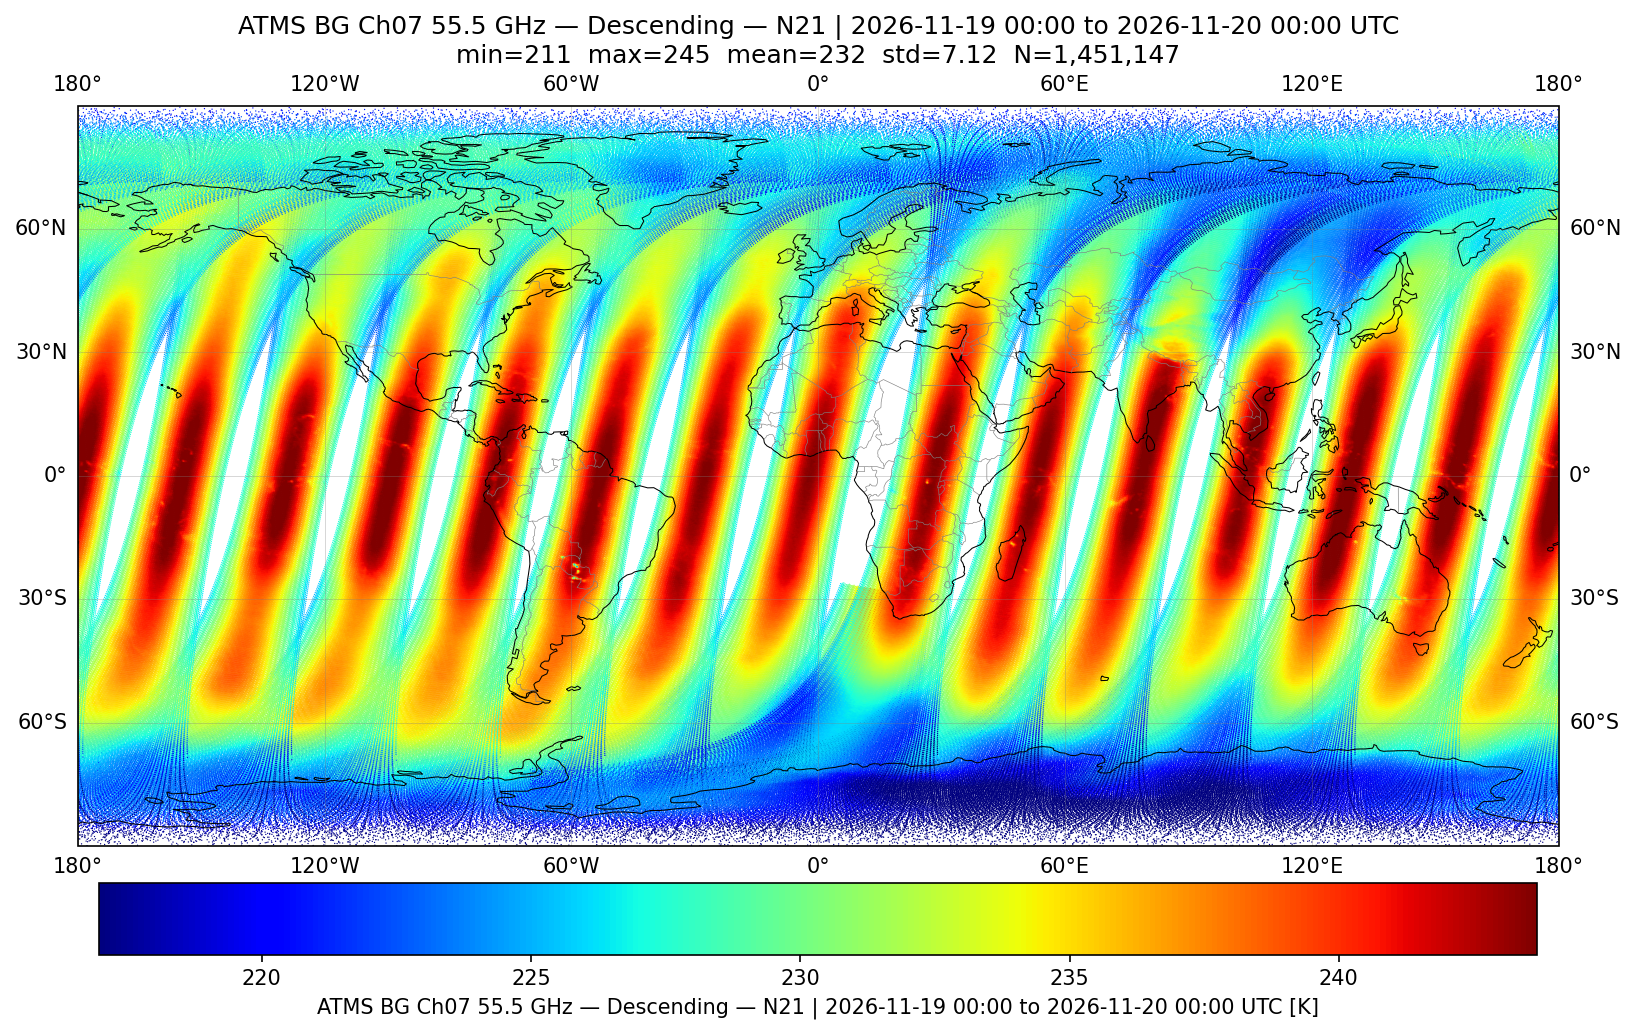 ATMS BG Ch07 55.5 GHz — Descending — N21 | 2026-11-19 00:00 to 2026-11-20 00:00 UTC
min=211 max=245 mean=232 std=7.12 N=1,451,147
180° 120°W 60°W 0° 60°E 120°E 180°
60°N 60°N
30°N 30°N
0° 0°
30°S 30°S
60°S 60°S
180° 120°W 60°W 0° 60°E 120°E 180°
220 225 230 235 240
ATMS BG Ch07 55.5 GHz — Descending — N21 | 2026-11-19 00:00 to 2026-11-20 00:00 UTC [K]